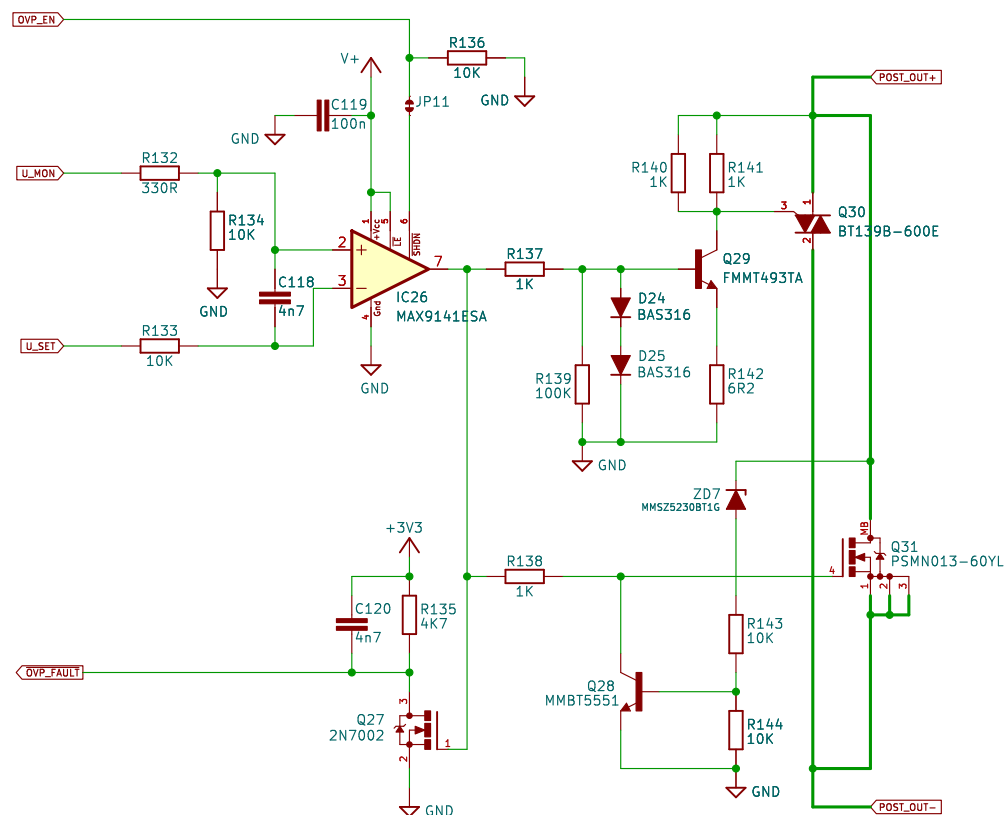 OVP_EN
R136
10K
GND
V+
JP11
C119
100n
GND
POST_OUT+
U_MON
R132
330R
R134
10K
GND
1
+Vcc
5
LE
6
SHDN
2
+
3
-
7
4
Gnd
IC26
MAX9141ESA
GND
C118
4n7
U_SET
R133
10K
R137
1K
R140
1K
R141
1K
3
1
2
Q30
BT139B-600E
Q29
FMMT493TA
D24
BAS316
D25
BAS316
R139
100K
R142
6R2
GND
ZD7
MMSZ5230BT1G
MB
4
1
2
3
Q31
PSMN013-60YL
+3V3
R138
1K
C120
4n7
R135
4K7
OVP_FAULT
Q27
2N7002
3
1
2
GND
Q28
MMBT5551
R143
10K
R144
10K
GND
POST_OUT-